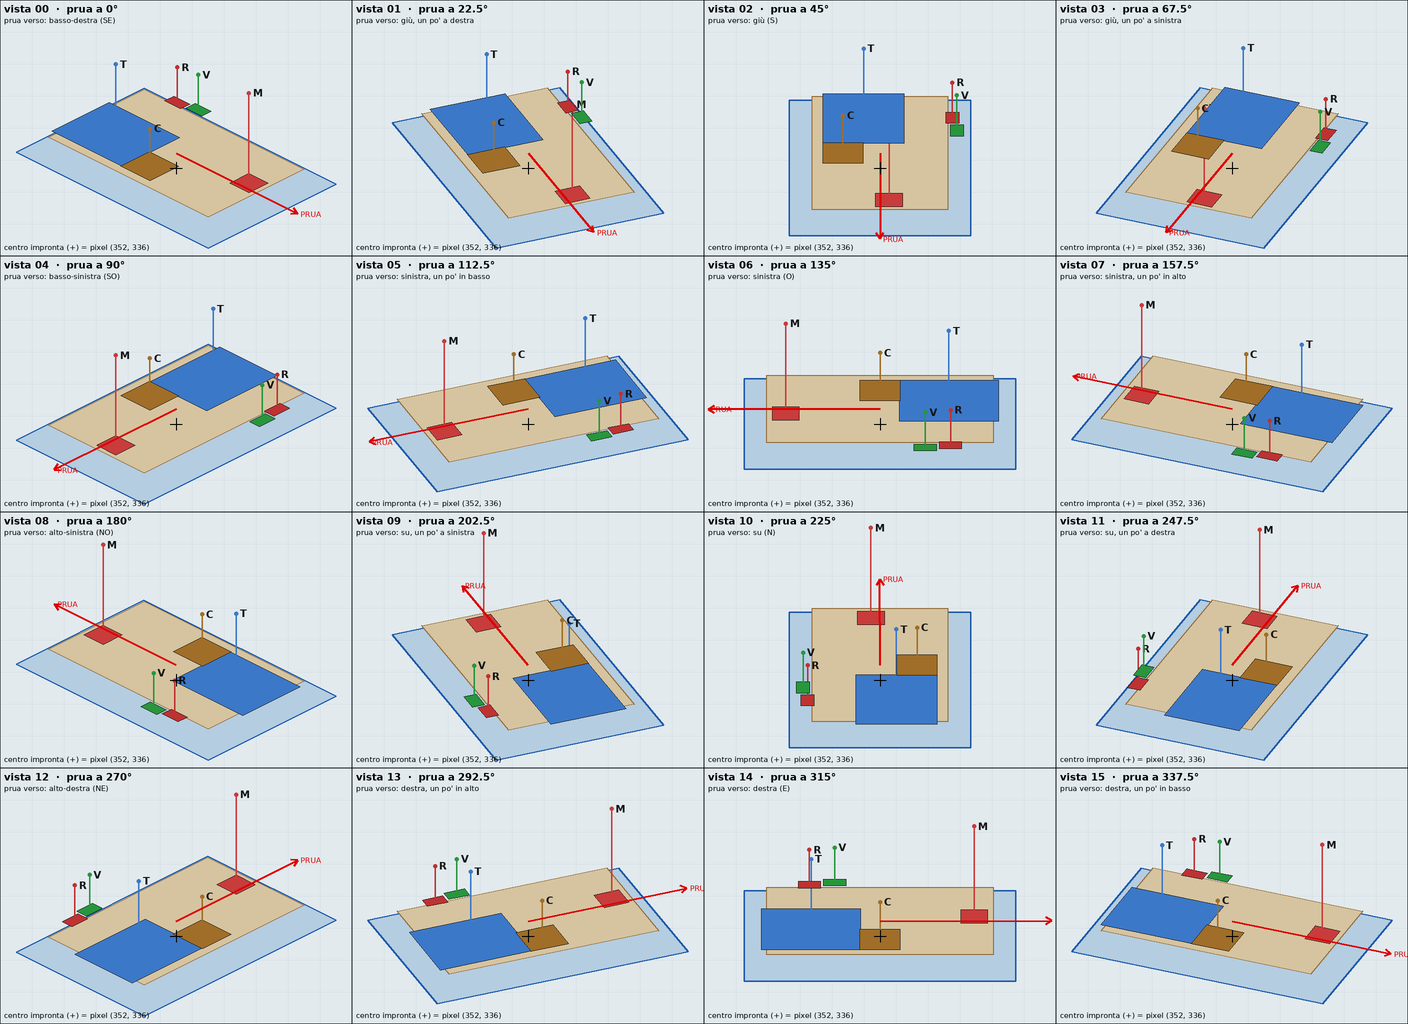 vista 00 · prua a 0°
prua verso: basso-destra (SE)
T
R
V
M
C
PRUA
centro impronta (+) = pixel (352, 336)
vista 01 · prua a 22.5°
prua verso: giù, un po' a destra
T
R
V
M
C
PRUA
centro impronta (+) = pixel (352, 336)
vista 02 · prua a 45°
prua verso: giù (S)
T
R
V
C
PRUA
centro impronta (+) = pixel (352, 336)
vista 03 · prua a 67.5°
prua verso: giù, un po' a sinistra
T
R
C
V
PRUA
centro impronta (+) = pixel (352, 336)
vista 04 · prua a 90°
prua verso: basso-sinistra (SO)
T
M
C
R
V
PRUA
centro impronta (+) = pixel (352, 336)
vista 05 · prua a 112.5°
prua verso: sinistra, un po' in basso
T
M
C
R
V
PRUA
centro impronta (+) = pixel (352, 336)
vista 06 · prua a 135°
prua verso: sinistra (O)
M
T
C
PRUA
V
R
centro impronta (+) = pixel (352, 336)
vista 07 · prua a 157.5°
prua verso: sinistra, un po' in alto
M
T
C
PRUA
V
R
centro impronta (+) = pixel (352, 336)
vista 08 · prua a 180°
prua verso: alto-sinistra (NO)
M
PRUA
C
T
V
R
centro impronta (+) = pixel (352, 336)
vista 09 · prua a 202.5°
prua verso: su, un po' a sinistra
M
PRUA
C
T
V
R
centro impronta (+) = pixel (352, 336)
vista 10 · prua a 225°
prua verso: su (N)
M
PRUA
T
C
V
R
centro impronta (+) = pixel (352, 336)
vista 11 · prua a 247.5°
prua verso: su, un po' a destra
M
PRUA
T
C
V
R
centro impronta (+) = pixel (352, 336)
vista 12 · prua a 270°
prua verso: alto-destra (NE)
M
PRUA
V
R
T
C
centro impronta (+) = pixel (352, 336)
vista 13 · prua a 292.5°
prua verso: destra, un po' in alto
M
R
V
T
PRU
C
centro impronta (+) = pixel (352, 336)
vista 14 · prua a 315°
prua verso: destra (E)
M
R
V
T
C
centro impronta (+) = pixel (352, 336)
vista 15 · prua a 337.5°
prua verso: destra, un po' in basso
T
R
V
M
C
PRU
centro impronta (+) = pixel (352, 336)